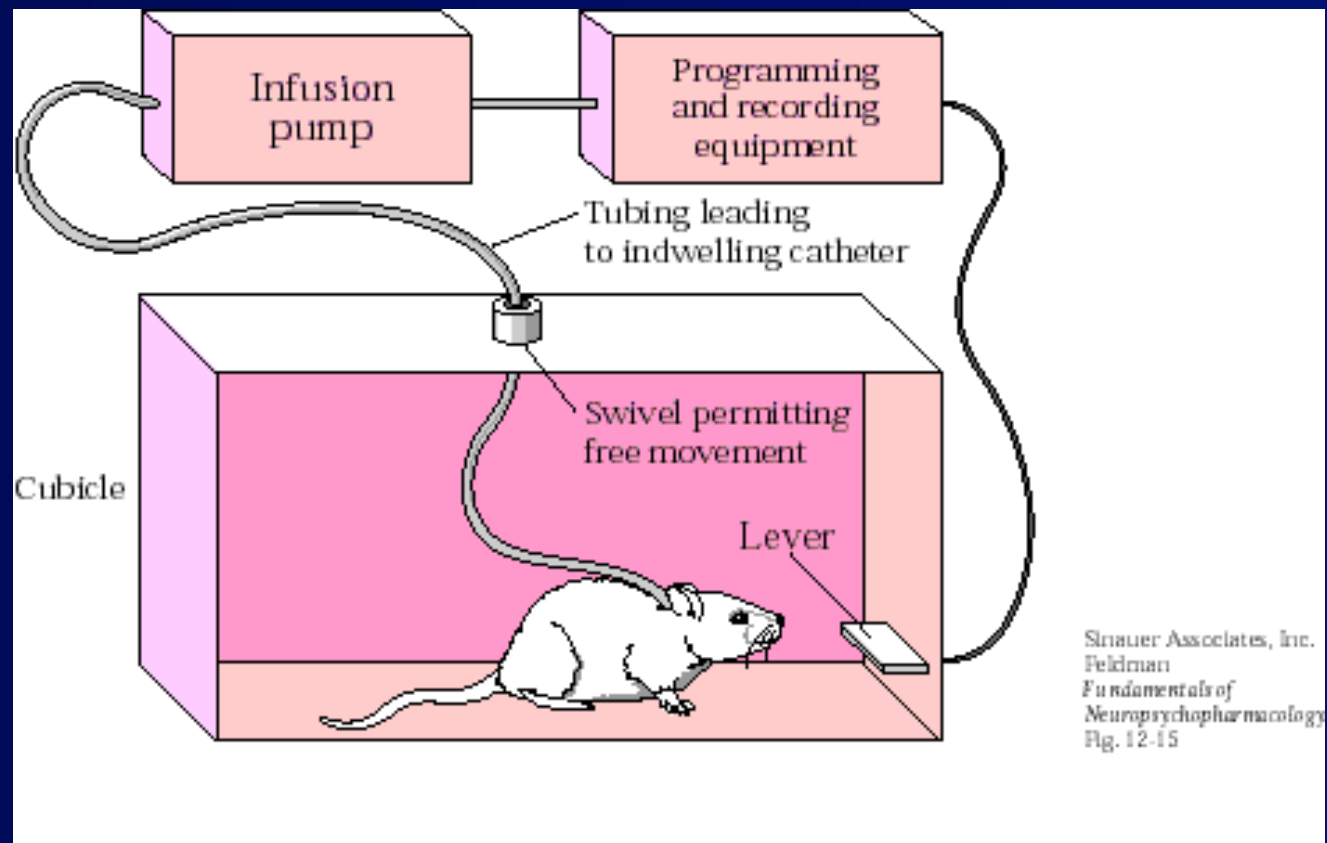 Infusion
pump
Programming
and recording
equipment
Tubing leading
to indwelling catheter
Swivel permitting
free movement
Cubicle
Lever
Sinauer Associates, Inc.
Feldman
Fundamentals of
Neuropsychopharmacology
Fig. 12-15